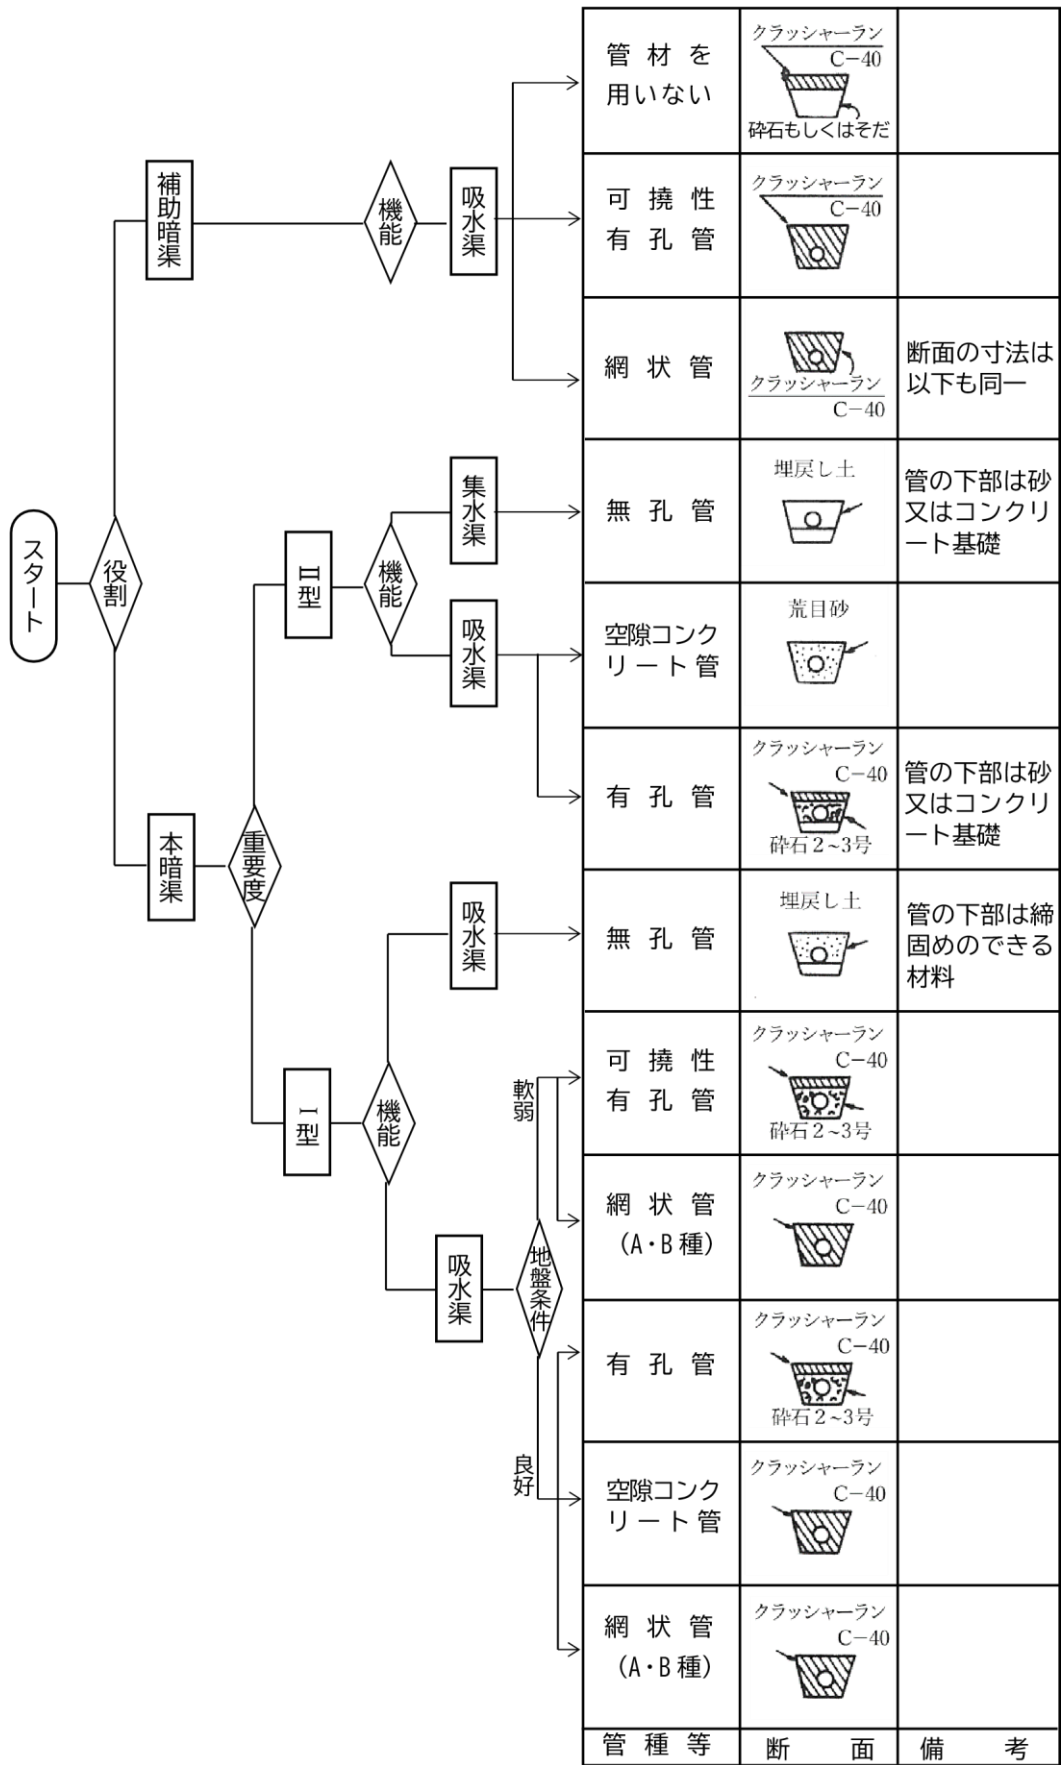 スタート
役割
補助暗渠
機能
吸水渠
本暗渠
重要度
II型
機能
集水渠
吸水渠
I型
機能
吸水渠
吸水渠
地盤条件
軟弱
良好
管材を
用いない
クラッシャーラン
C-40
砕石もしくはそだ
可撓性
有孔管
クラッシャーラン
C-40
網状管
クラッシャーラン
C-40
断面の寸法は
以下も同一
無孔管
埋戻し土
管の下部は砂
又はコンクリ
ート基礎
空隙コンク
リート管
荒目砂
有孔管
クラッシャーラン
C-40
砕石2~3号
管の下部は砂
又はコンクリ
ート基礎
無孔管
埋戻し土
管の下部は締
固めのできる
材料
可撓性
有孔管
クラッシャーラン
C-40
砕石2~3号
網状管
(A・B種)
クラッシャーラン
C-40
有孔管
クラッシャーラン
C-40
砕石2~3号
空隙コンク
リート管
クラッシャーラン
C-40
網状管
(A・B種)
クラッシャーラン
C-40
管種等
断面
備考